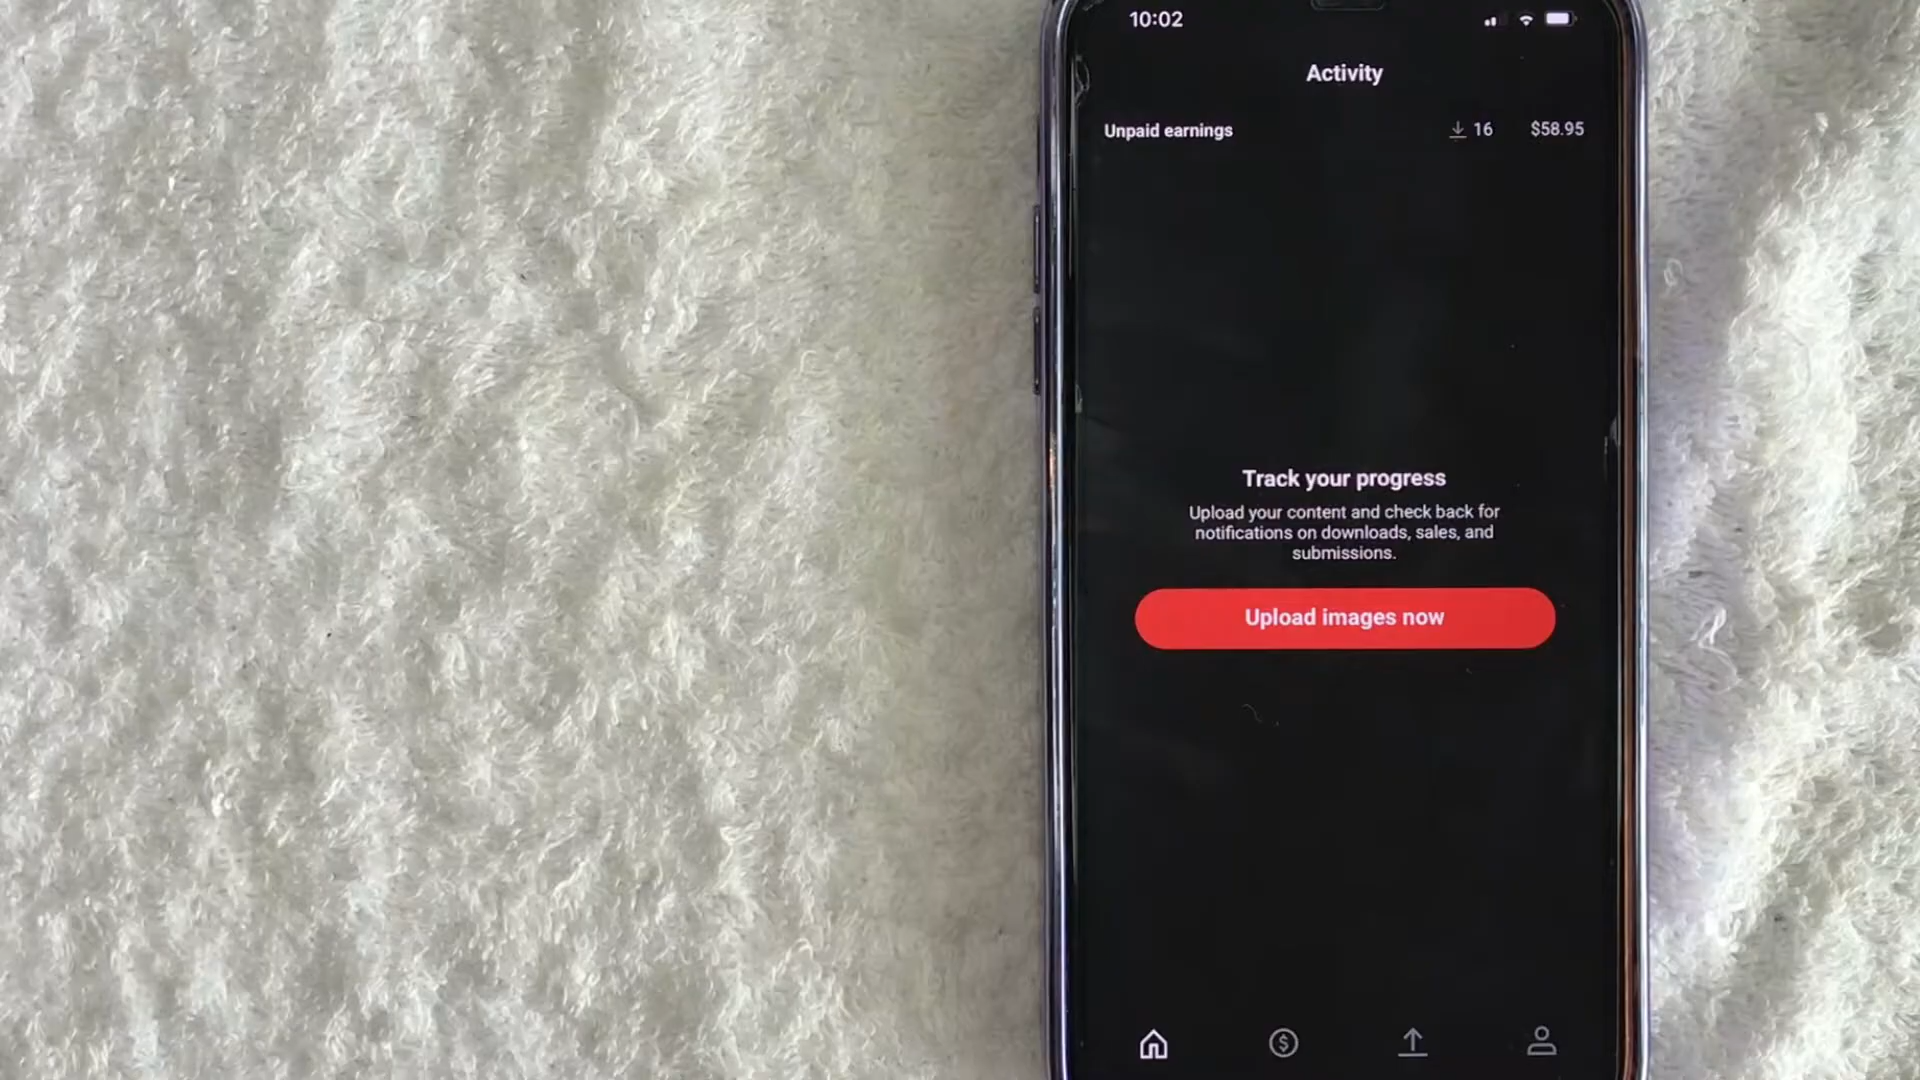 10:02
Activity
Unpaid earnings 16 $58.95
Track your progress
Upload your content and check back for
notifications on downloads, sales, and
submissions.
Upload images now